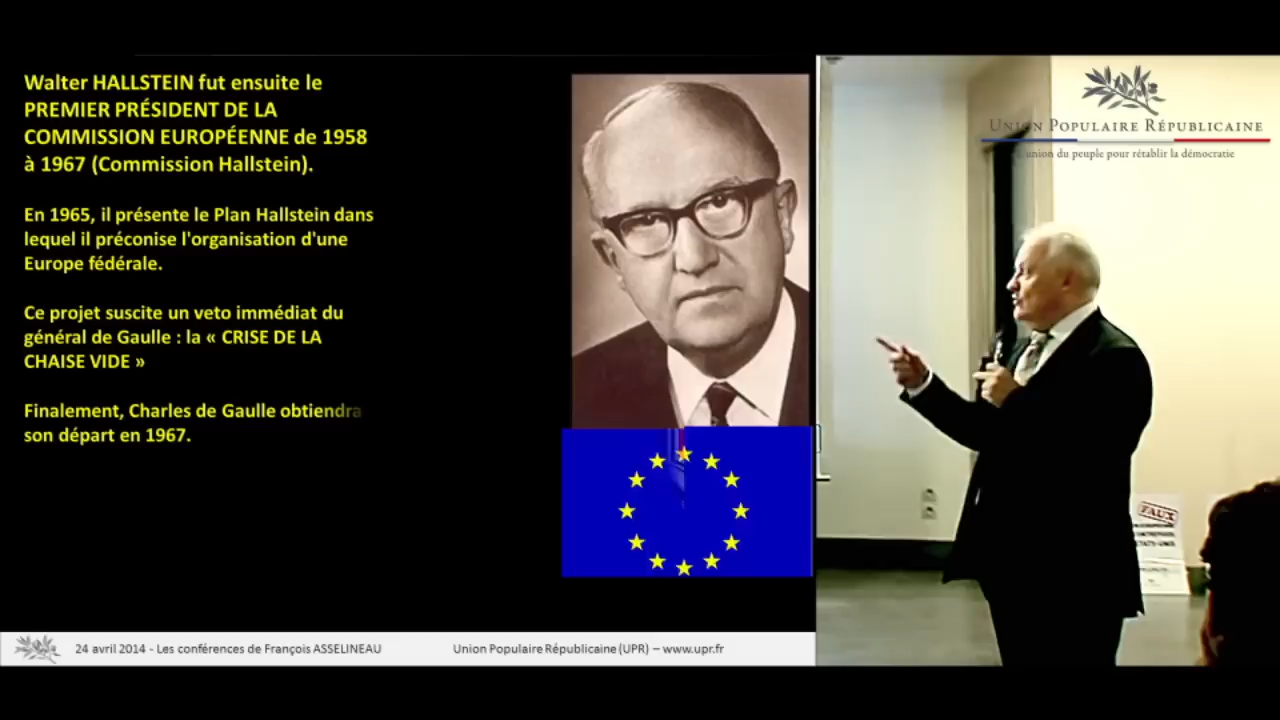 Walter HALLSTEIN fut ensuite le
PREMIER PRÉSIDENT DE LA
COMMISSION EUROPÉENNE de 1958
à 1967 (Commission Hallstein).
En 1965, il présente le Plan Hallstein dans
lequel il préconise l'organisation d'une
Europe fédérale.
Ce projet suscite un veto immédiat du
général de Gaulle : la « CRISE DE LA
CHAISE VIDE »
Finalement, Charles de Gaulle obtiendra
son départ en 1967.
24 avril 2014 - Les conférences de François ASSELINEAU
Union Populaire Républicaine (UPR) – www.upr.fr
UNION POPULAIRE RÉPUBLICAINE
L'union du peuple pour rétablir la démocratie
FAUX